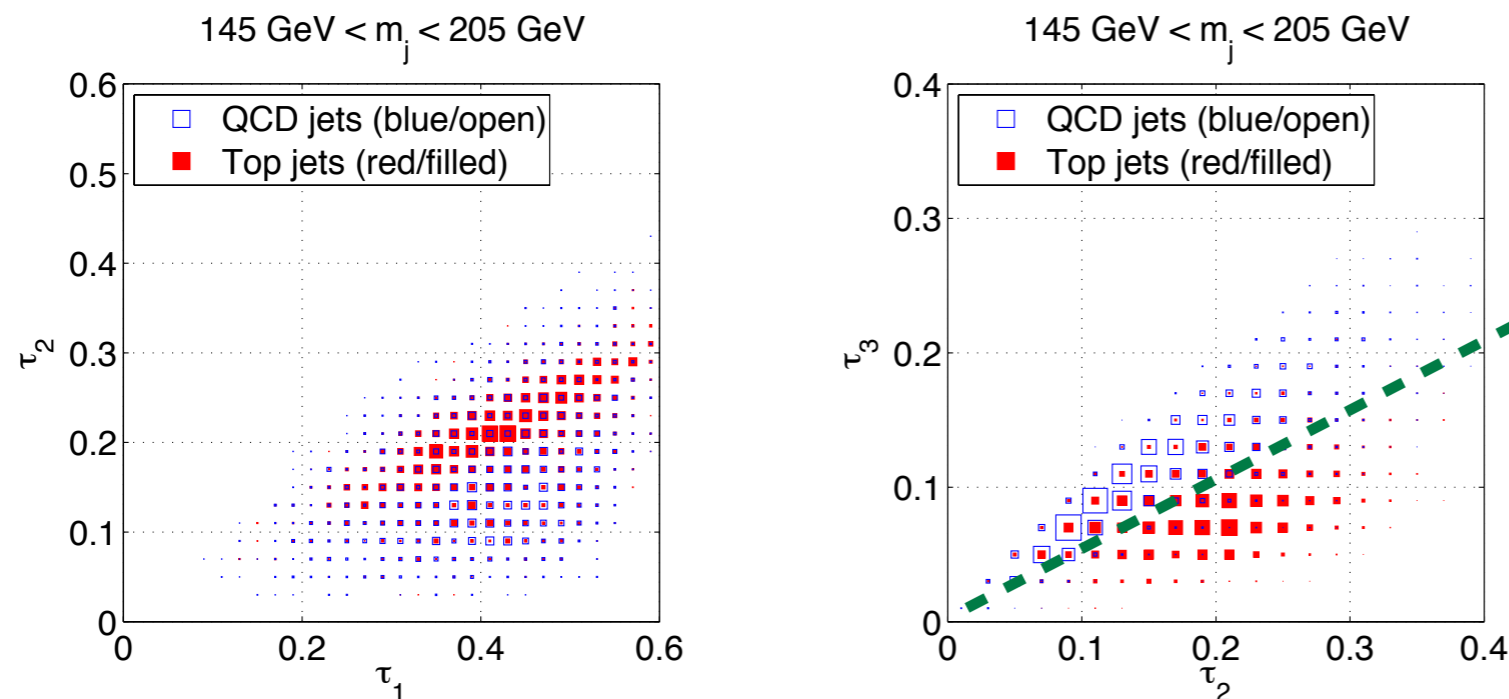 145 GeV < m_j < 205 GeV
0.6
0.5
0.4
0.3
0.2
0.1
0
τ_2
QCD jets (blue/open)
Top jets (red/filled)
0 0.2 0.4 0.6
τ_1
145 GeV < m_j < 205 GeV
0.4
0.3
0.2
0.1
0
τ_3
QCD jets (blue/open)
Top jets (red/filled)
0 0.1 0.2 0.3 0.4
τ_2